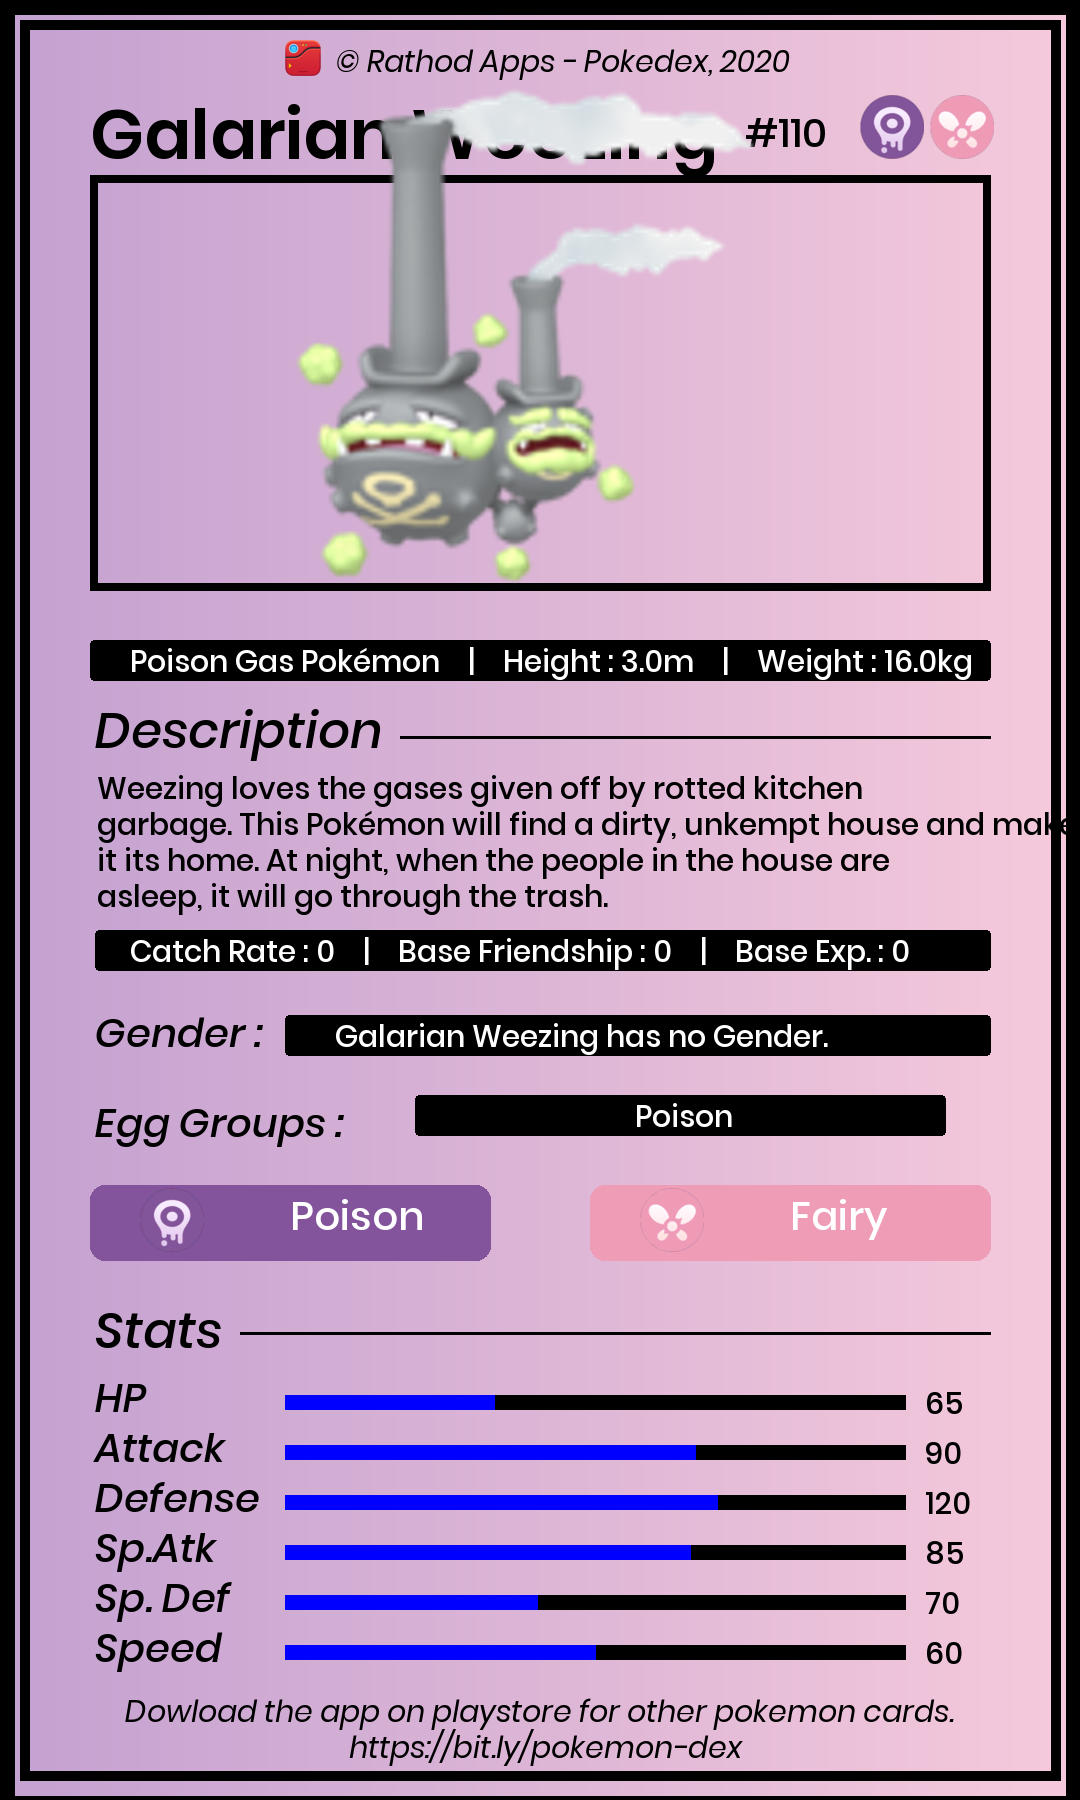 © Rathod Apps - Pokedex, 2020
Galarian Weezing #110
Poison Gas Pokémon | Height : 3.0m | Weight : 16.0kg
Description
Weezing loves the gases given off by rotted kitchen
garbage. This Pokémon will find a dirty, unkempt house and make
it its home. At night, when the people in the house are
asleep, it will go through the trash.
Catch Rate : 0 | Base Friendship : 0 | Base Exp. : 0
Gender : Galarian Weezing has no Gender.
Egg Groups : Poison
Poison Fairy
Stats
HP 65
Attack 90
Defense 120
Sp.Atk 85
Sp. Def 70
Speed 60
Dowload the app on playstore for other pokemon cards.
https://bit.ly/pokemon-dex